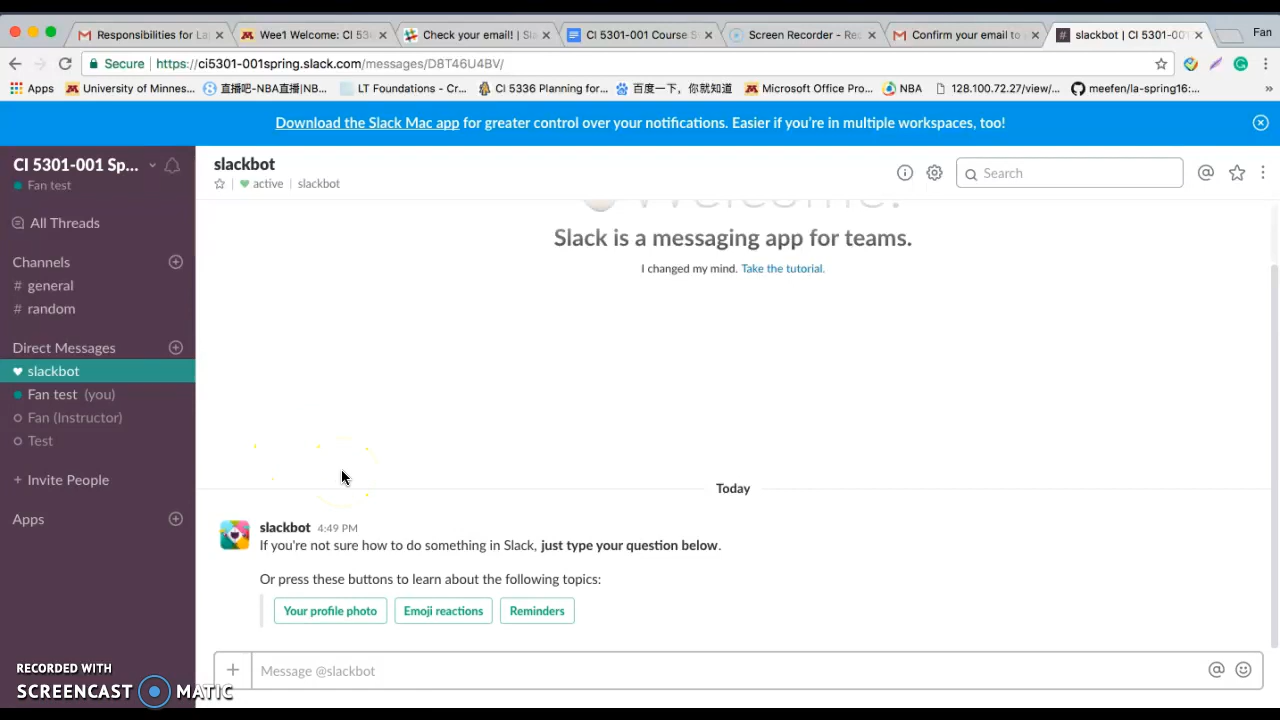 Responsibilities for La
Wee1 Welcome: CI 53
Check your email! | Sla
CI 5301-001 Course S
Screen Recorder - Rec
Confirm your email to
slackbot | CI 5301-001
Fan
Secure https://ci5301-001spring.slack.com/messages/D8T46U4BV/
Apps
University of Minnes...
直播吧-NBA直播|NB...
LT Foundations - Cr...
CI 5336 Planning for...
百度一下，你就知道
Microsoft Office Pro...
NBA
128.100.72.27/view/...
meefen/la-spring16:...
»
Download the Slack Mac app for greater control over your notifications. Easier if you're in multiple workspaces, too!
CI 5301-001 Sp...
Fan test
slackbot
active | slackbot
Search
All Threads
Channels
# general
# random
Direct Messages
slackbot
Fan test (you)
Fan (Instructor)
Test
+ Invite People
Apps
Welcome!
Slack is a messaging app for teams.
I changed my mind. Take the tutorial.
Today
slackbot 4:49 PM
If you're not sure how to do something in Slack, just type your question below.
Or press these buttons to learn about the following topics:
Your profile photo
Emoji reactions
Reminders
Message @slackbot
RECORDED WITH
SCREENCAST MATIC